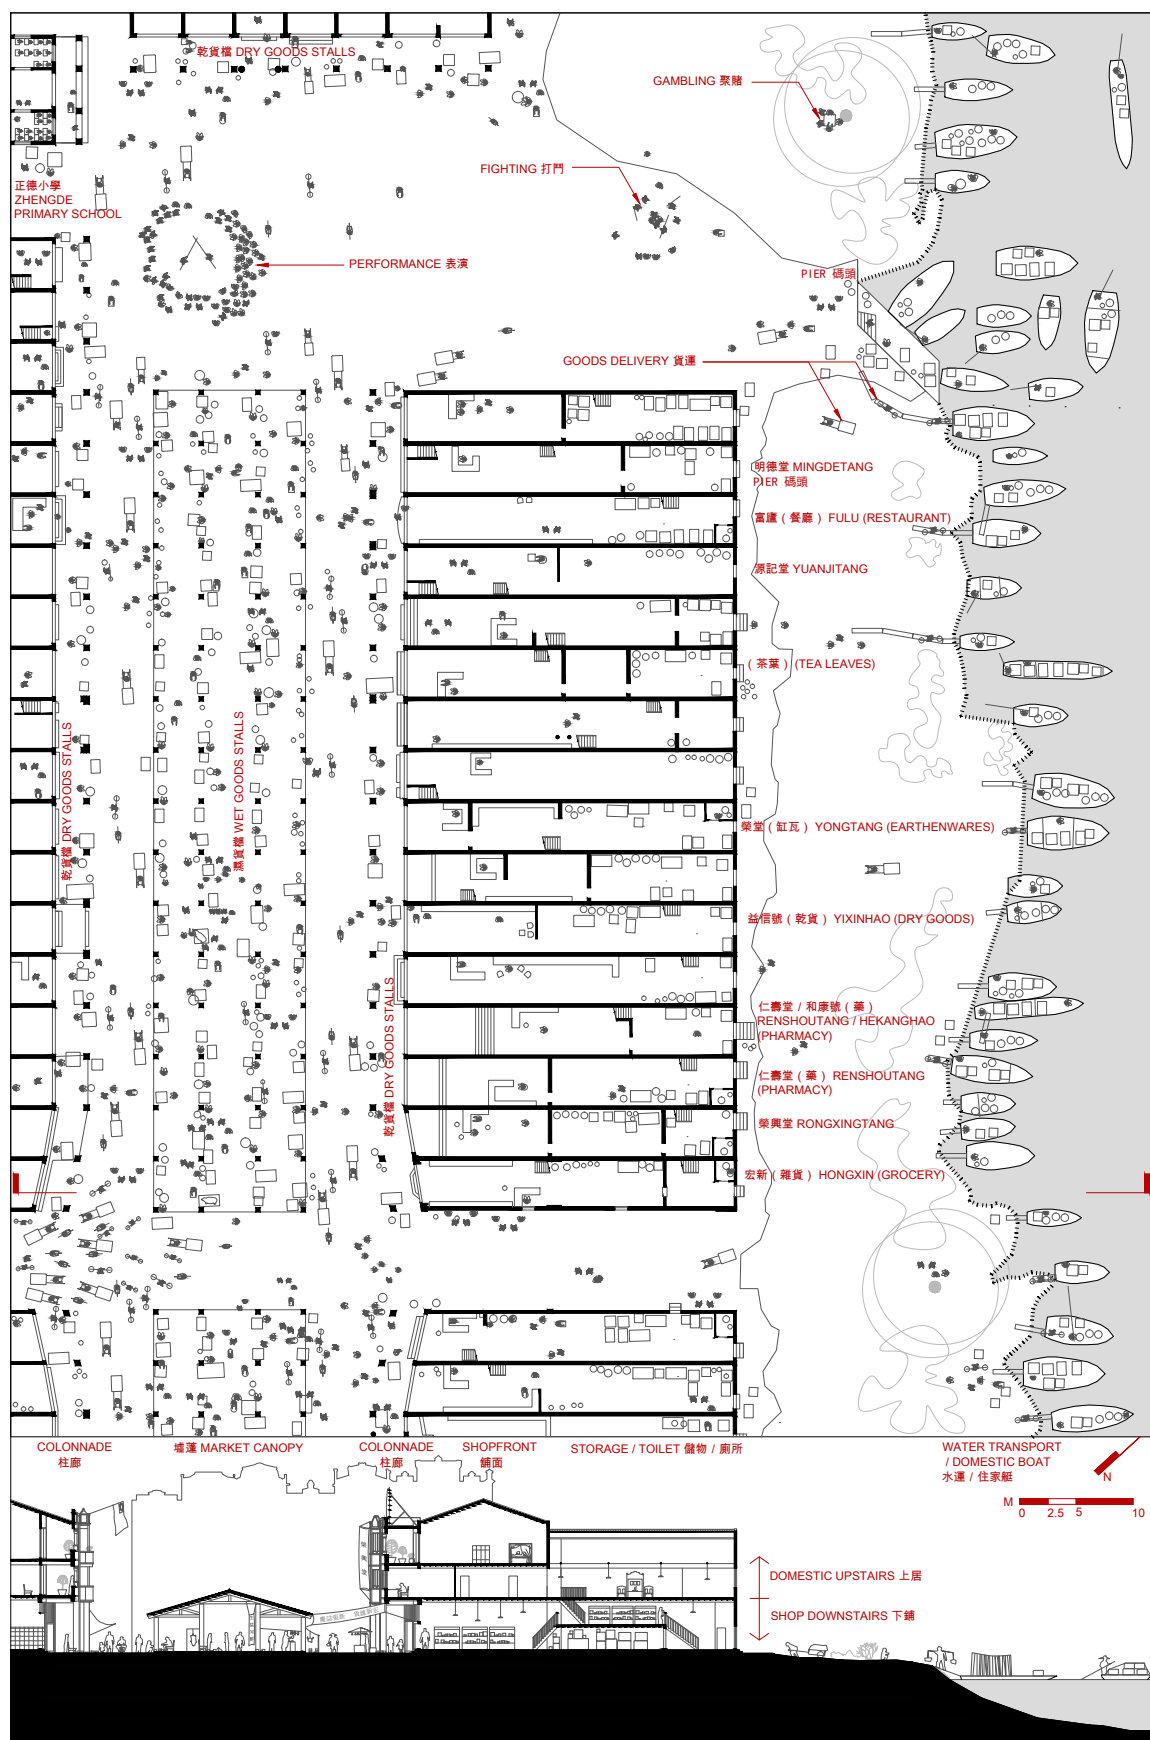 乾貨檔 DRY GOODS STALLS
GAMBLING 聚賭
FIGHTING 打鬥
正德小學
ZHENGDE
PRIMARY SCHOOL
PERFORMANCE 表演
PIER 碼頭
GOODS DELIVERY 貨運
明德堂 MINGDETANG
PIER 碼頭
富廬 ( 餐廳 ) FULU (RESTAURANT)
源記堂 YUANJITANG
( 茶葉 ) (TEA LEAVES)
乾貨檔 DRY GOODS STALLS
濕貨檔 WET GOODS STALLS
榮堂 ( 缸瓦 ) YONGTANG (EARTHENWARES)
益信號 ( 乾貨 ) YIXINHAO (DRY GOODS)
乾貨檔 DRY GOODS STALLS
仁壽堂 / 和康號 ( 藥 )
RENSHOUTANG / HEKANGHAO
(PHARMACY)
仁壽堂 ( 藥 ) RENSHOUTANG
(PHARMACY)
榮興堂 RONGXINGTANG
宏新 ( 雜貨 ) HONGXIN (GROCERY)
COLONNADE
柱廊
墟蓬 MARKET CANOPY
COLONNADE
柱廊
SHOPFRONT
舖面
STORAGE / TOILET 儲物 / 廁所
WATER TRANSPORT
/ DOMESTIC BOAT
水運 / 住家艇
N
M
0 2.5 5 10
DOMESTIC UPSTAIRS 上居
SHOP DOWNSTAIRS 下鋪